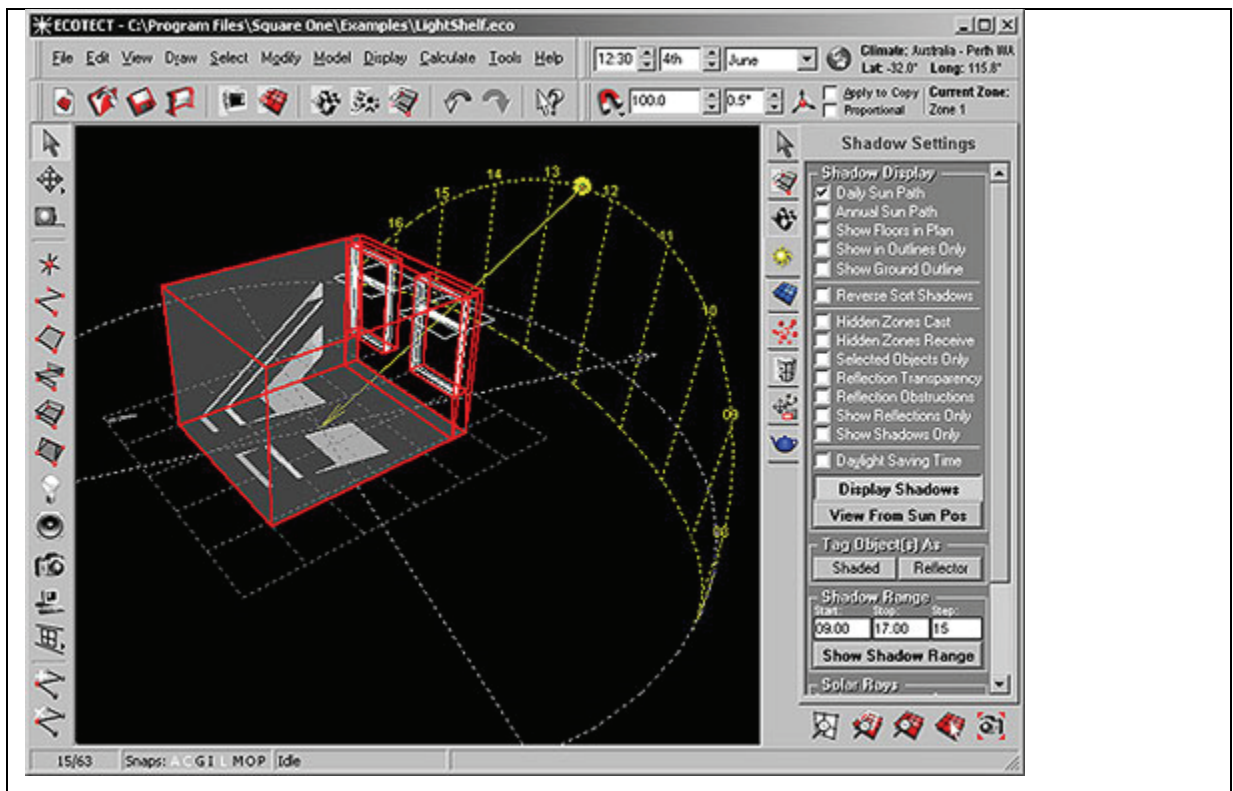 ECOTECT - C:\Program Files\Square One\Examples\LightShelf.eco
File Edit View Draw Select Modify Model Display Calculate Tools Help
12:30 4th June
Climate: Australia - Perth WA
Lat: -32.0° Long: 115.8°
100.0 0.5°
Apply to Copy
Proportional
Current Zone:
Zone 1
Shadow Settings
Shadow Display
Daily Sun Path
Annual Sun Path
Show Floors in Plan
Show in Outlines Only
Show Ground Outline
Reverse Sort Shadows
Hidden Zones Cast
Hidden Zones Receive
Selected Objects Only
Reflection Transparency
Reflection Obstructions
Show Reflections Only
Show Shadows Only
Daylight Saving Time
Display Shadows
View From Sun Pos
Tag Object(s) As
Shaded Reflector
Shadow Range
Start: Stop: Step:
09.00 17.00 15
Show Shadow Range
Solar Rays
16 15 14 13 12 11 10 09 08
15/63 Snaps: A C G I L M O P Idle